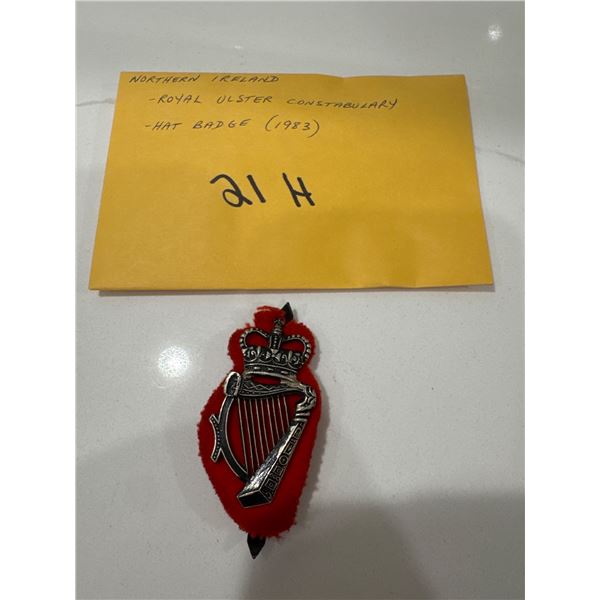 NORTHERN IRELAND
- ROYAL ULSTER CONSTABULARY
- HAT BADGE (1983)
21 H